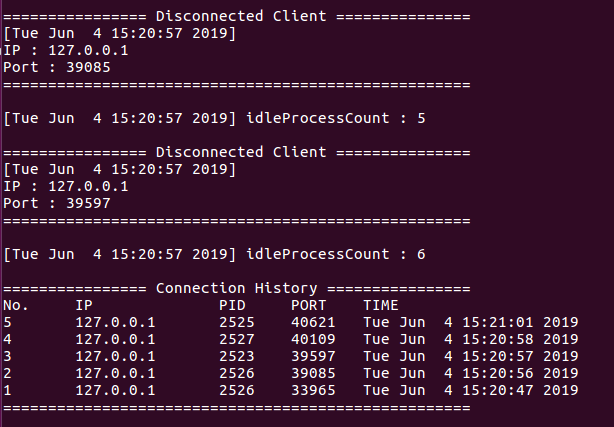 ================ Disconnected Client ===============
[Tue Jun  4 15:20:57 2019]
IP : 127.0.0.1
Port : 39085
====================================================
[Tue Jun  4 15:20:57 2019] idleProcessCount : 5
================ Disconnected Client ===============
[Tue Jun  4 15:20:57 2019]
IP : 127.0.0.1
Port : 39597
====================================================
[Tue Jun  4 15:20:57 2019] idleProcessCount : 6
================ Connection History ================
No.     IP              PID     PORT    TIME
5       127.0.0.1       2525    40621   Tue Jun  4 15:21:01 2019
4       127.0.0.1       2527    40109   Tue Jun  4 15:20:58 2019
3       127.0.0.1       2523    39597   Tue Jun  4 15:20:57 2019
2       127.0.0.1       2526    39085   Tue Jun  4 15:20:56 2019
1       127.0.0.1       2526    33965   Tue Jun  4 15:20:47 2019
====================================================